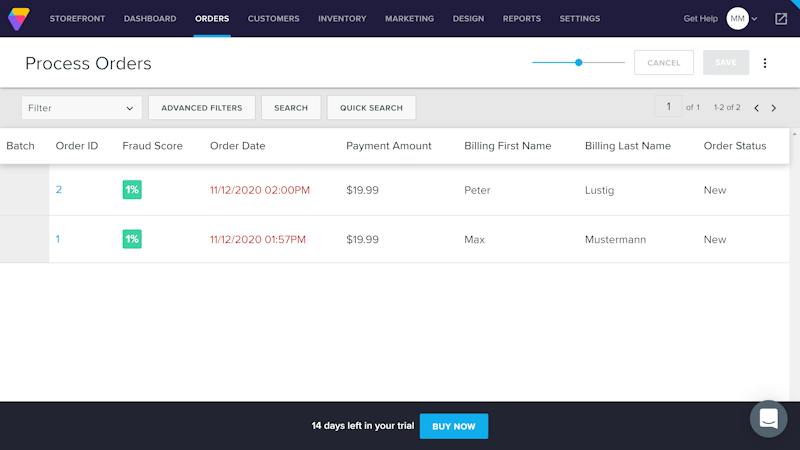 STOREFRONT DASHBOARD ORDERS CUSTOMERS INVENTORY MARKETING DESIGN REPORTS SETTINGS Get Help MM
Process Orders CANCEL SAVE
Filter ADVANCED FILTERS SEARCH QUICK SEARCH 1 of 1 1-2 of 2
Batch Order ID Fraud Score Order Date Payment Amount Billing First Name Billing Last Name Order Status
2 1% 11/12/2020 02:00PM $19.99 Peter Lustig New
1 1% 11/12/2020 01:57PM $19.99 Max Mustermann New
14 days left in your trial BUY NOW